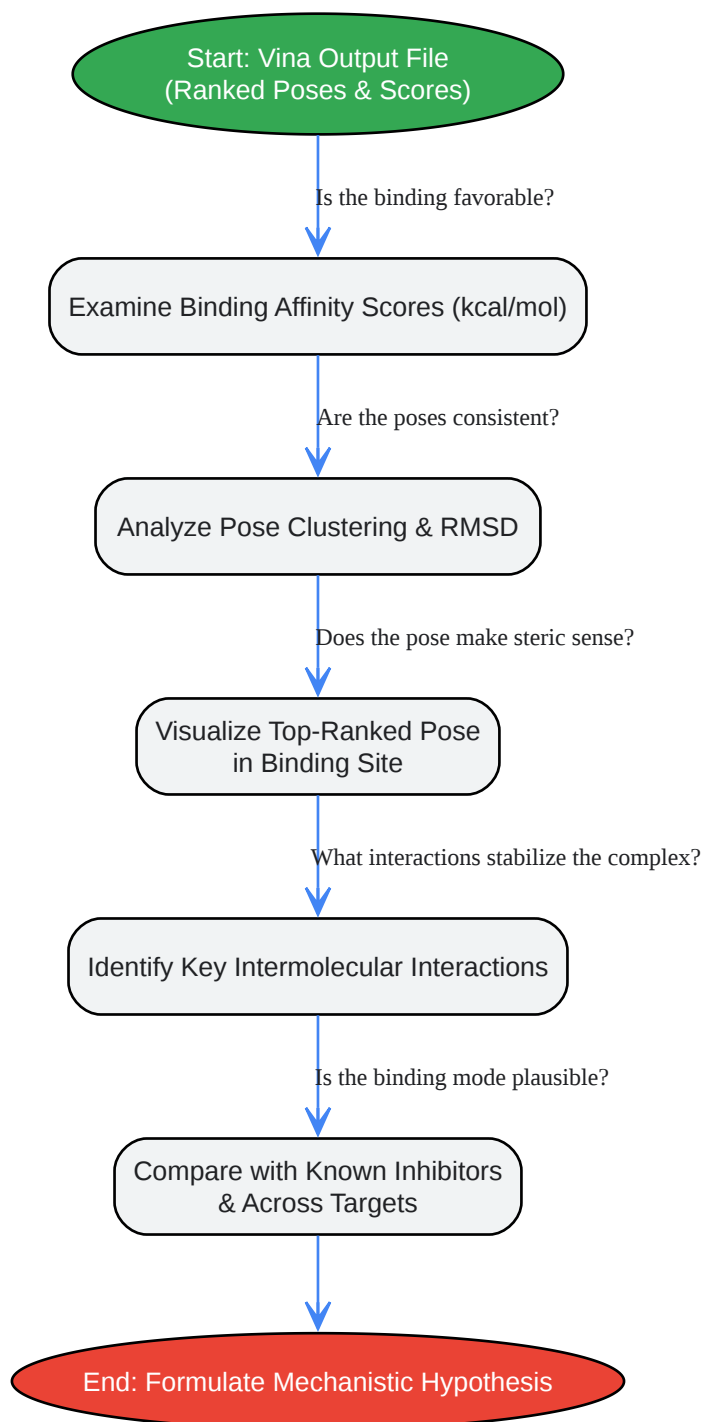 Start: Vina Output File
(Ranked Poses & Scores)
Is the binding favorable?
Examine Binding Affinity Scores (kcal/mol)
Are the poses consistent?
Analyze Pose Clustering & RMSD
Does the pose make steric sense?
Visualize Top-Ranked Pose
in Binding Site
What interactions stabilize the complex?
Identify Key Intermolecular Interactions
Is the binding mode plausible?
Compare with Known Inhibitors
& Across Targets
End: Formulate Mechanistic Hypothesis